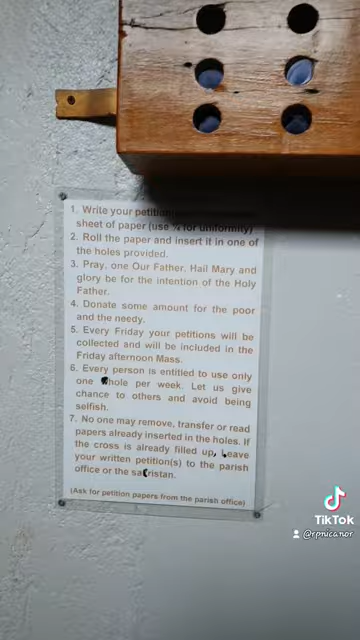 1. Write your petition
sheet of paper (use ¼ for uniformity)
2. Roll the paper and insert it in one of
the holes provided.
3. Pray, one Our Father, Hail Mary and
glory be for the intention of the Holy
Father.
4. Donate some amount for the poor
and the needy.
5. Every Friday your petitions will be
collected and will be included in the
Friday afternoon Mass.
6. Every person is entitled to use only
one whole per week. Let us give
chance to others and avoid being
selfish.
7. No one may remove, transfer or read
papers already inserted in the holes. If
the cross is already filled up, Leave
your written petition(s) to the parish
office or the sacristan.
(Ask for petition papers from the parish office)
TikTok
@rpnicanor